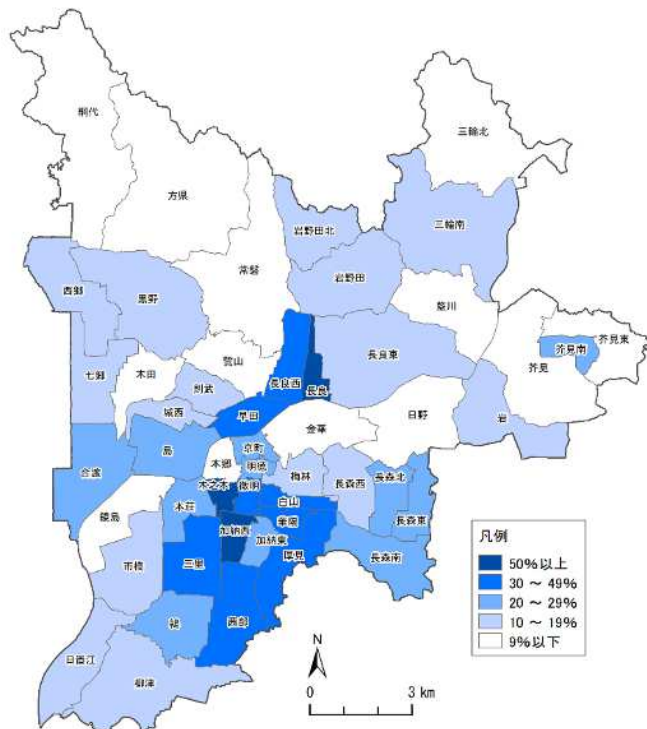 網代
三輪北
方県
三輪南
岩野田北
常磐
岩野田
西郷
黒野
藍川
芥見東
芥見南
鷲山
長良東
七郷
木田
長良西
長良
芥見
則武
城西
早田
日野
岩
金華
島
京町
合渡
本郷
明徳
梅林
長森西
長森北
木之本
徹明
鏡島
本荘
白山
長森東
華陽
加納西
加納東
厚見
長森南
市橋
三里
鶉
茜部
日置江
柳津
凡例
50%以上
30 ～ 49%
20 ～ 29%
10 ～ 19%
9%以下
N
0
3 km